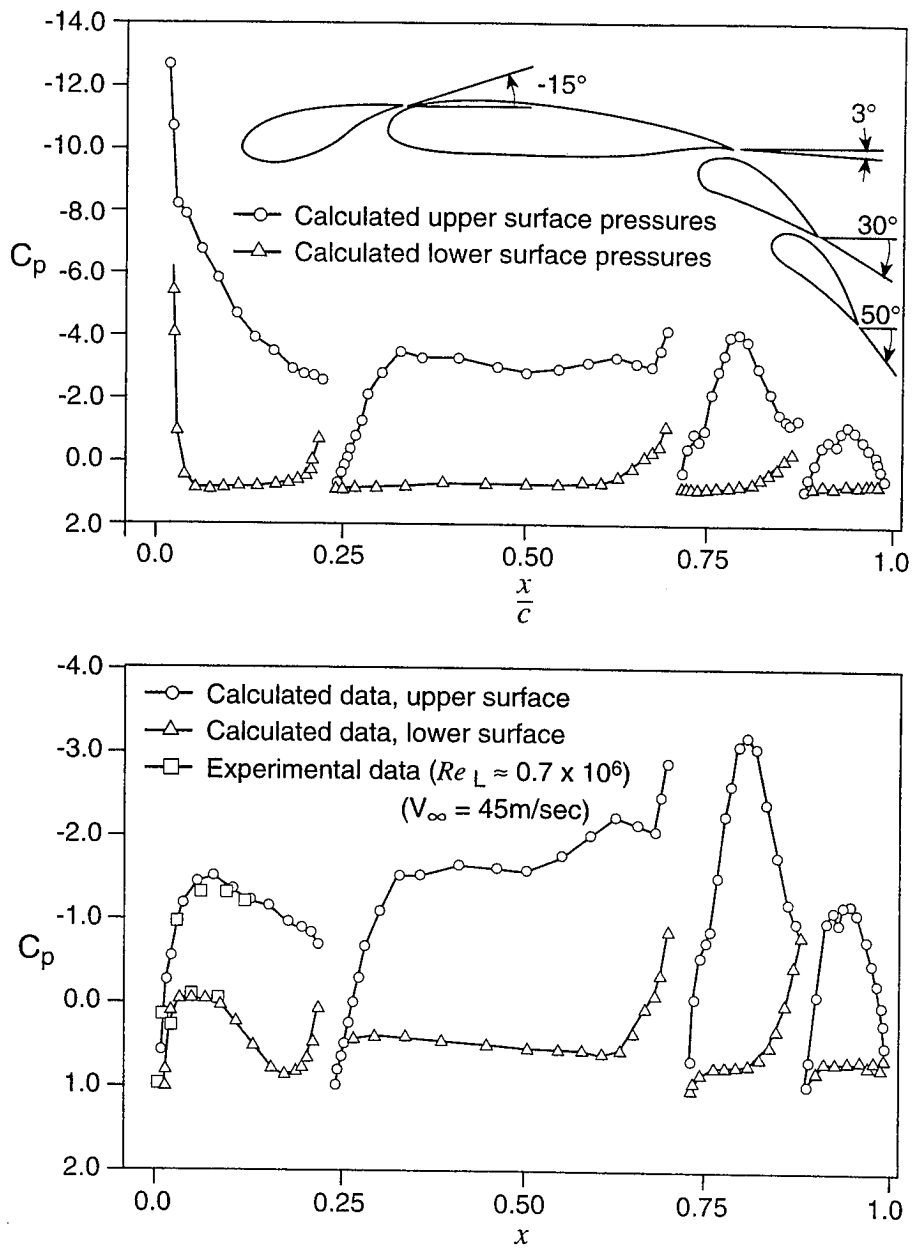 -14.0
-12.0
-10.0
-8.0
-6.0
-4.0
-2.0
0.0
2.0
Cp
-15°
3°
30°
50°
Calculated upper surface pressures
Calculated lower surface pressures
0.0 0.25 0.50 0.75 1.0
x
c
-4.0
-3.0
-2.0
-1.0
0.0
1.0
2.0
Cp
Calculated data, upper surface
Calculated data, lower surface
Experimental data (Re L ≈ 0.7 x 10⁶)
(V∞ = 45m/sec)
0.0 0.25 0.50 0.75 1.0
x